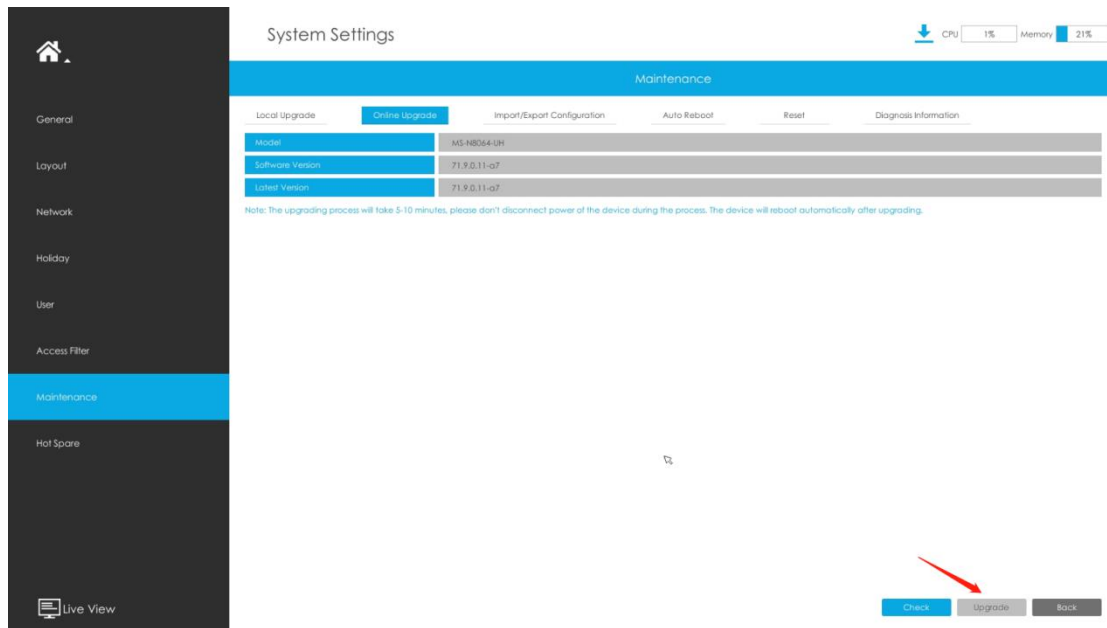 System Settings
CPU 1% Memory 21%
Maintenance
General
Layout
Network
Holiday
User
Access Filter
Maintenance
Hot Spare
Live View
Local Upgrade Online Upgrade Import/Export Configuration Auto Reboot Reset Diagnosis Information
Model MS-N8064-UH
Software Version 71.9.0.11-a7
Latest Version 71.9.0.11-a7
Note: The upgrading process will take 5-10 minutes, please don't disconnect power of the device during the process. The device will reboot automatically after upgrading.
Check Upgrade Back